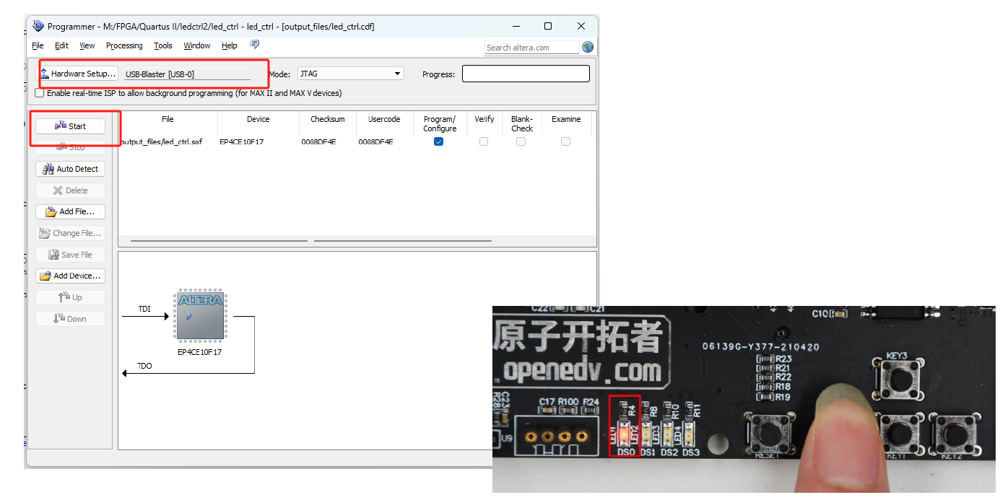 Programmer - M:/FPGA/Quartus II/ledctrl2/led_ctrl - led_ctrl - [output_files/led_ctrl.cdf]
File Edit View Processing Tools Window Help
Search altera.com
Hardware Setup... USB-Blaster [USB-0] Mode: JTAG Progress:
Enable real-time ISP to allow background programming (for MAX II and MAX V devices)
Start
Stop
Auto Detect
Delete
Add File...
Change File...
Save File
Add Device...
Up
Down
File Device Checksum Usercode Program/ Verify Blank- Examine
Configure Check
output_files/led_ctrl.sof EP4CE10F17 0008DF4E 0008DF4E
TDI
ALTERA
EP4CE10F17
TDO
C22 C21
C10
原子开拓者
.openedv.com
06139G-Y377-210420
R23
R21
R22
R18
R19
KEY3
C23
R28
C17 R100 R24
R4 R8 R10 R11
U9
LED1 LED2 LED3 LED4
DS0 DS1 DS2 DS3
RESET
KEY1 KEY2